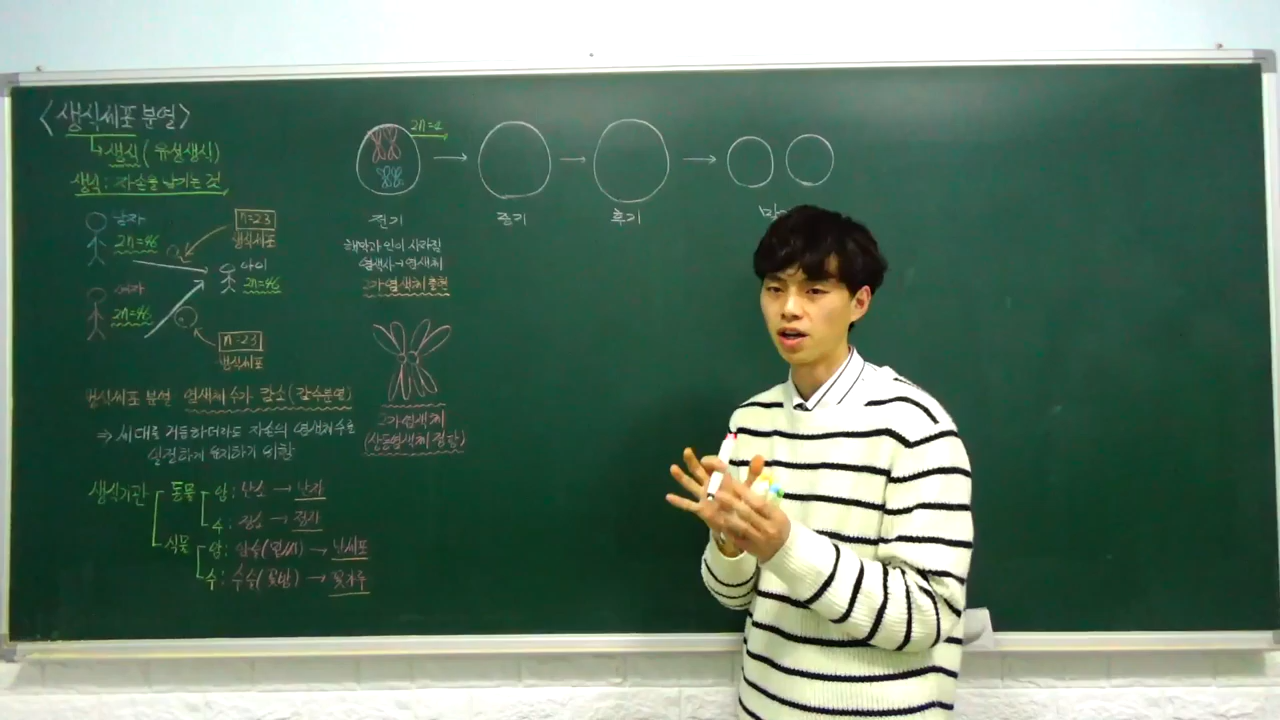 <생식세포 분열>
↳생식(유성생식)
생식: 자손을 남기는 것
남자
2n=46
n=23
생식세포
아이
2n=46
여자
2n=46
n=23
생식세포
생식세포 분열 염색체 수가 감소(감수분열)
⇒ 세대를 거듭하더라도 자손의 염색체수를
일정하게 유지하기 위함
생식기관 동물 암: 난소 → 난자
수: 정소 → 정자
식물 암: 암술(밑씨) → 난세포
수: 수술(꽃밥) → 꽃가루
2n=4
전기
중기
후기
핵막과 인이 사라짐
염색사→염색체
2가염색체 출현
2가염색체
(상동염색체 접합)